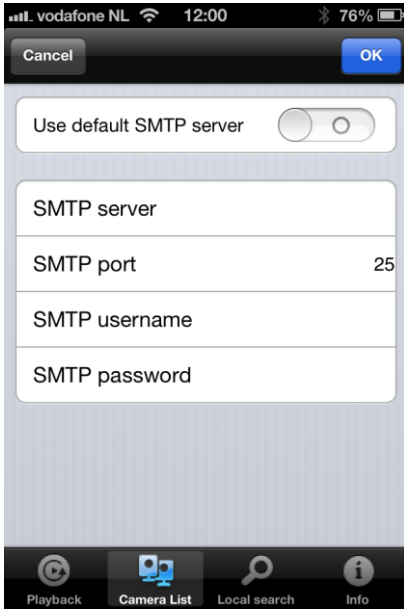 vodafone NL 12:00 76%
Cancel OK
Use default SMTP server
SMTP server
SMTP port 25
SMTP username
SMTP password
Playback Camera List Local search Info